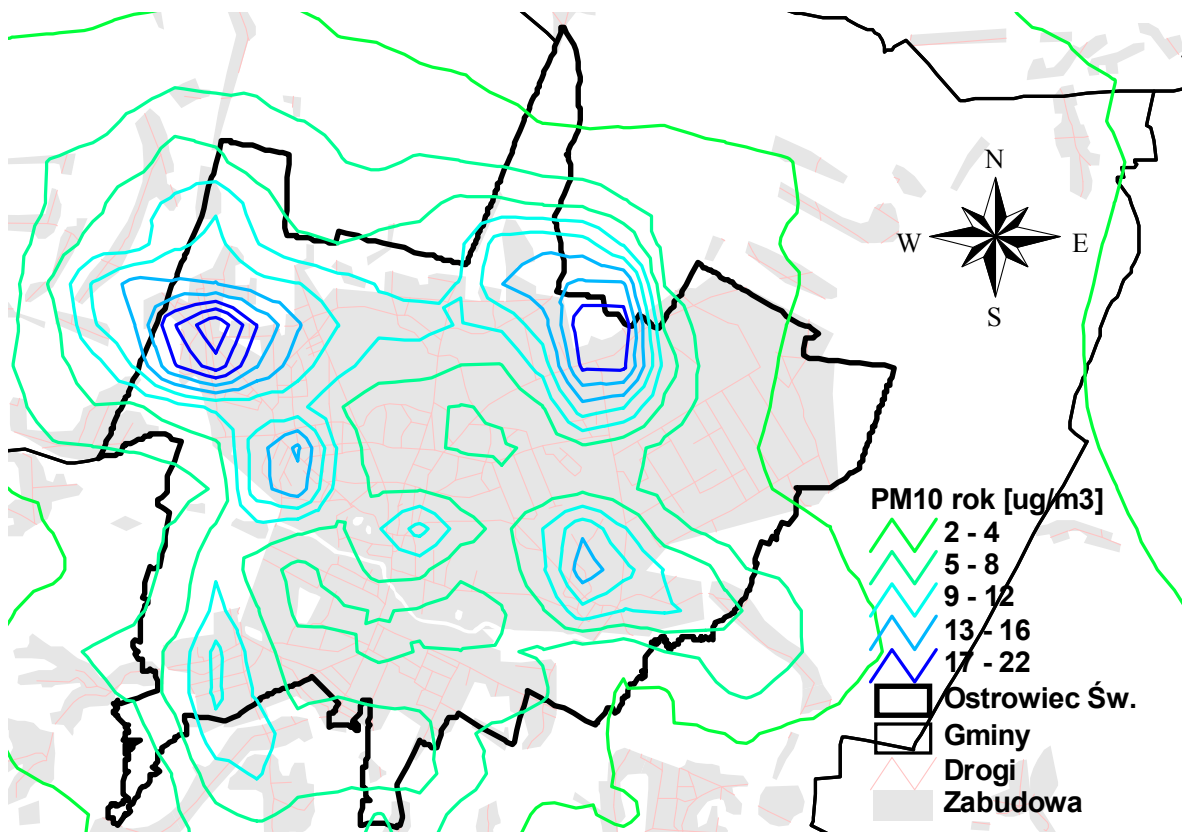 N
W
E
S
PM10 rok [ug/m3]
2 - 4
5 - 8
9 - 12
13 - 16
17 - 22
Ostrowiec Św.
Gminy
Drogi
Zabudowa